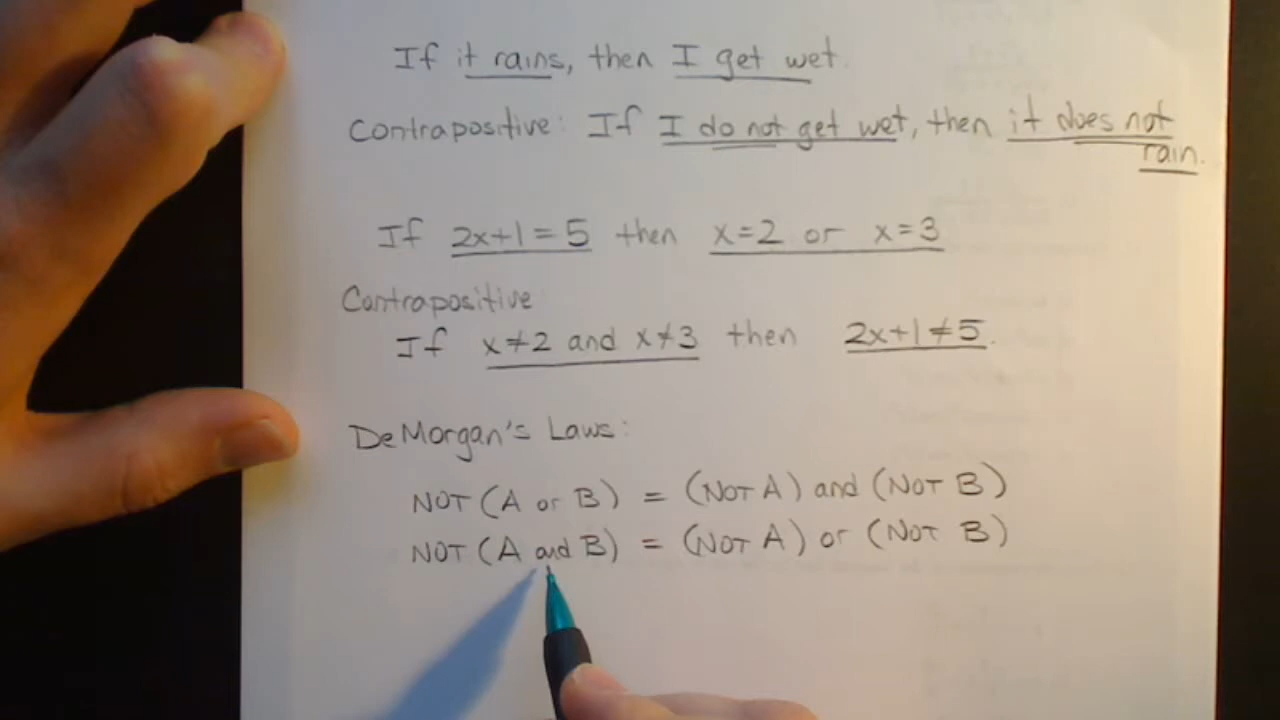 If it rains, then I get wet.
Contrapositive: If I do not get wet, then it does not
rain.
If 2x+1=5 then x=2 or x=3
Contrapositive
If x≠2 and x≠3 then 2x+1≠5.
DeMorgan's Laws:
NOT (A or B) = (NOT A) and (NOT B)
NOT (A and B) = (NOT A) or (NOT B)